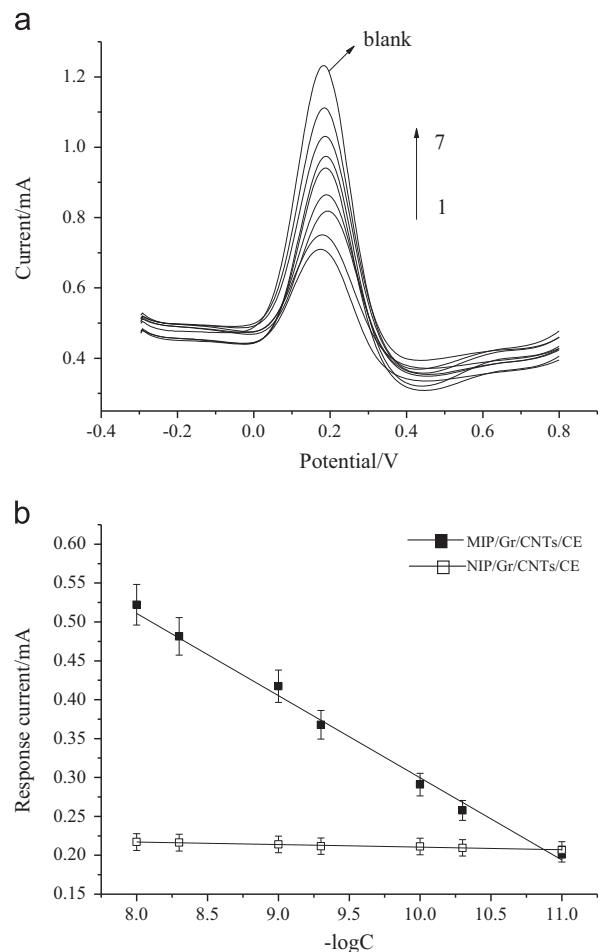 a
blank
7
1
1.2
1.0
0.8
0.6
0.4
Current/mA
-0.4 -0.2 0.0 0.2 0.4 0.6 0.8
Potential/V
b
MIP/Gr/CNTs/CE
NIP/Gr/CNTs/CE
0.60
0.55
0.50
0.45
0.40
0.35
0.30
0.25
0.20
0.15
Response current/mA
8.0 8.5 9.0 9.5 10.0 10.5 11.0
-logC